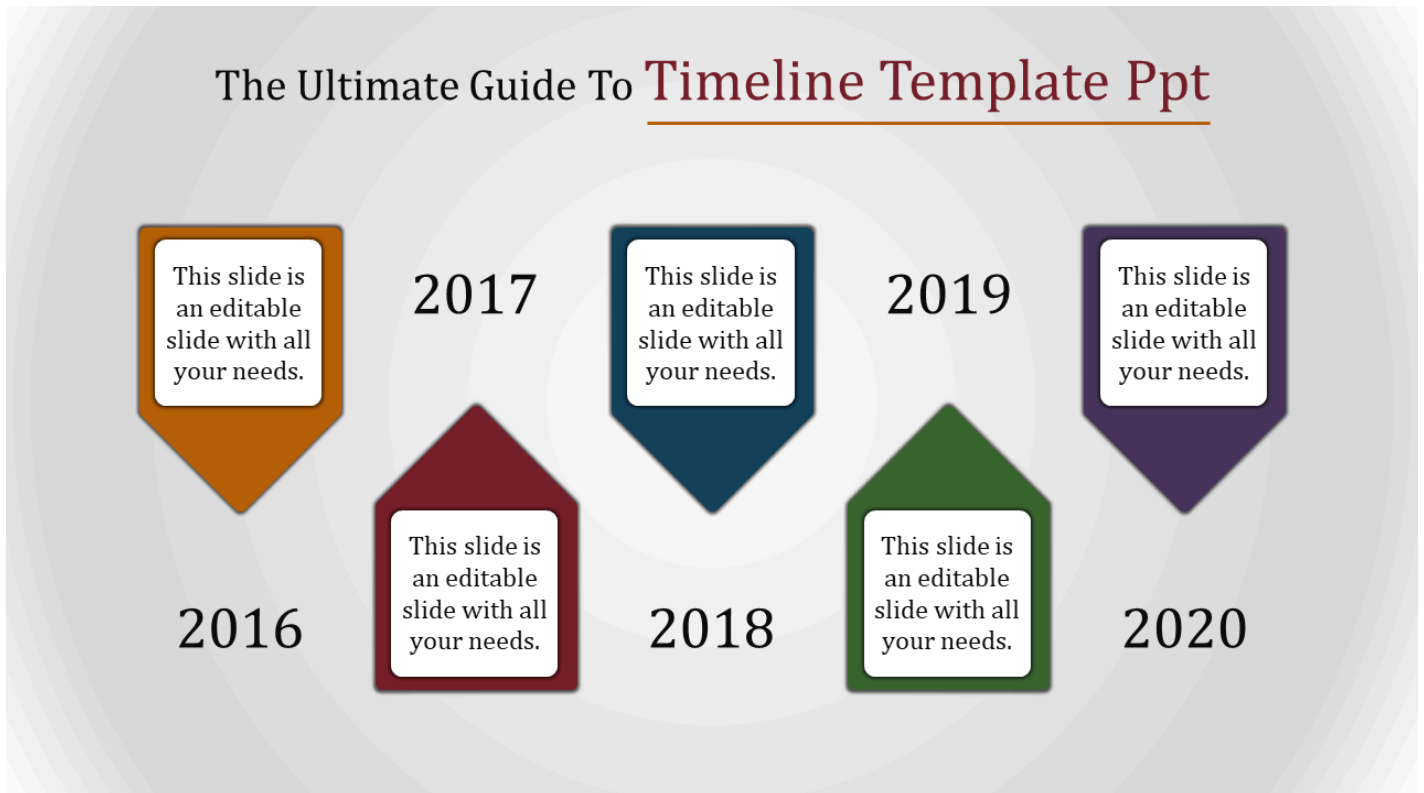 The Ultimate Guide To Timeline Template Ppt
This slide is
an editable
slide with all
your needs.
2016
2017
This slide is
an editable
slide with all
your needs.
This slide is
an editable
slide with all
your needs.
2018
2019
This slide is
an editable
slide with all
your needs.
This slide is
an editable
slide with all
your needs.
2020